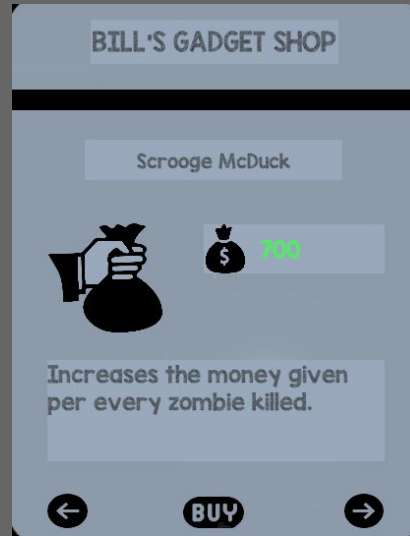 BILL'S GADGET SHOP
Scrooge McDuck
$ 700
Increases the money given
per every zombie killed.
BUY